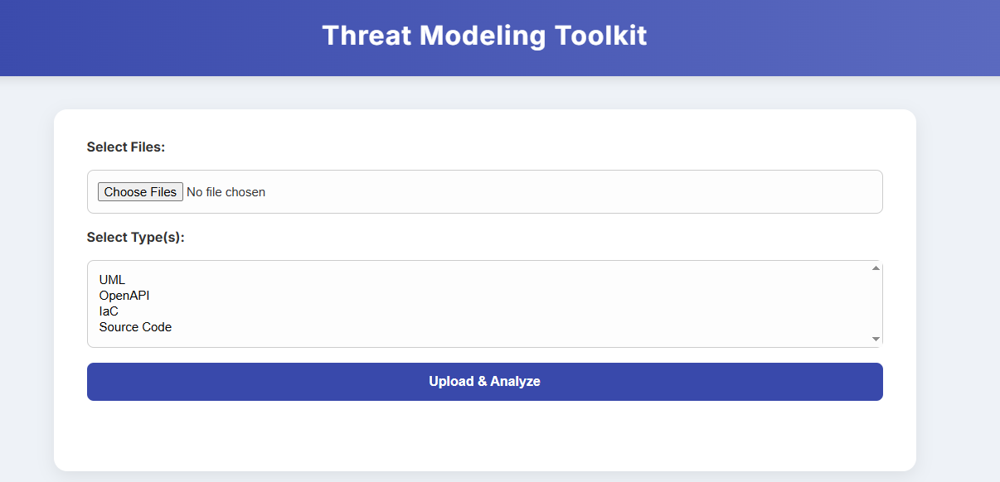 Threat Modeling Toolkit
Select Files:
Choose Files No file chosen
Select Type(s):
UML
OpenAPI
IaC
Source Code
Upload & Analyze